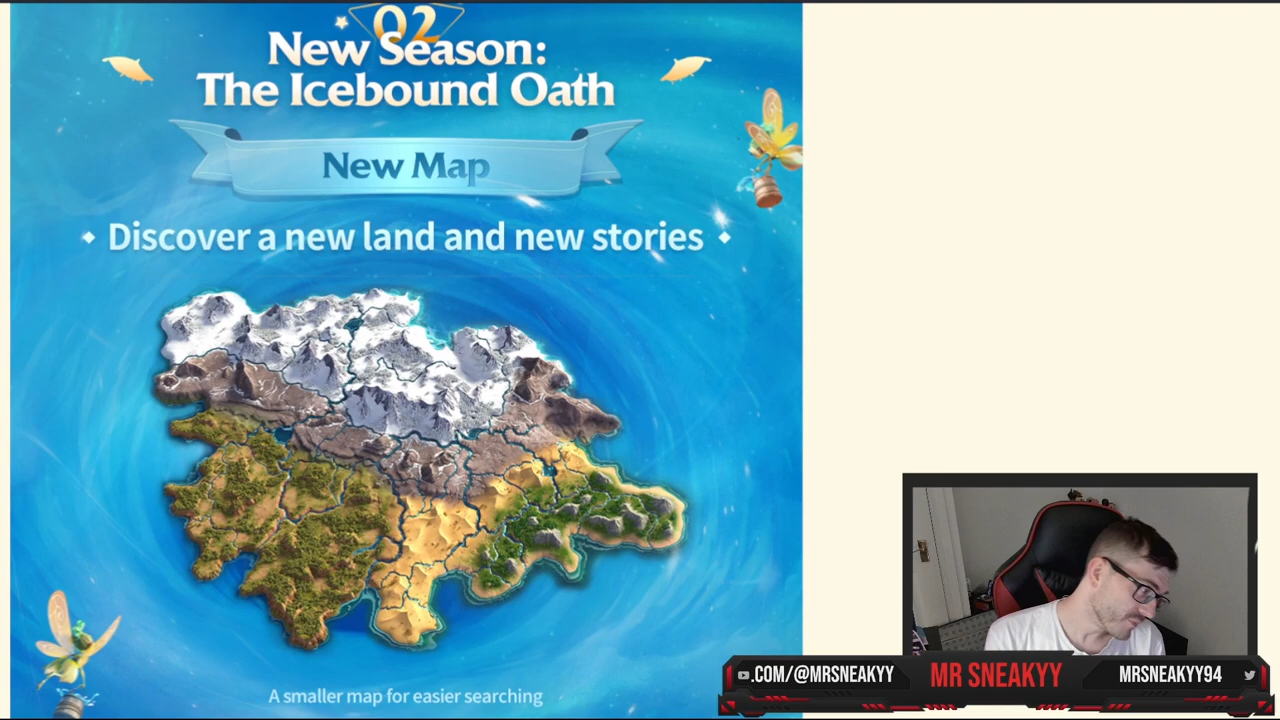 02
New Season:
The Icebound Oath
New Map
Discover a new land and new stories
A smaller map for easier searching
.COM/@MRSNEAKYY
MR SNEAKYY
MRSNEAKYY94